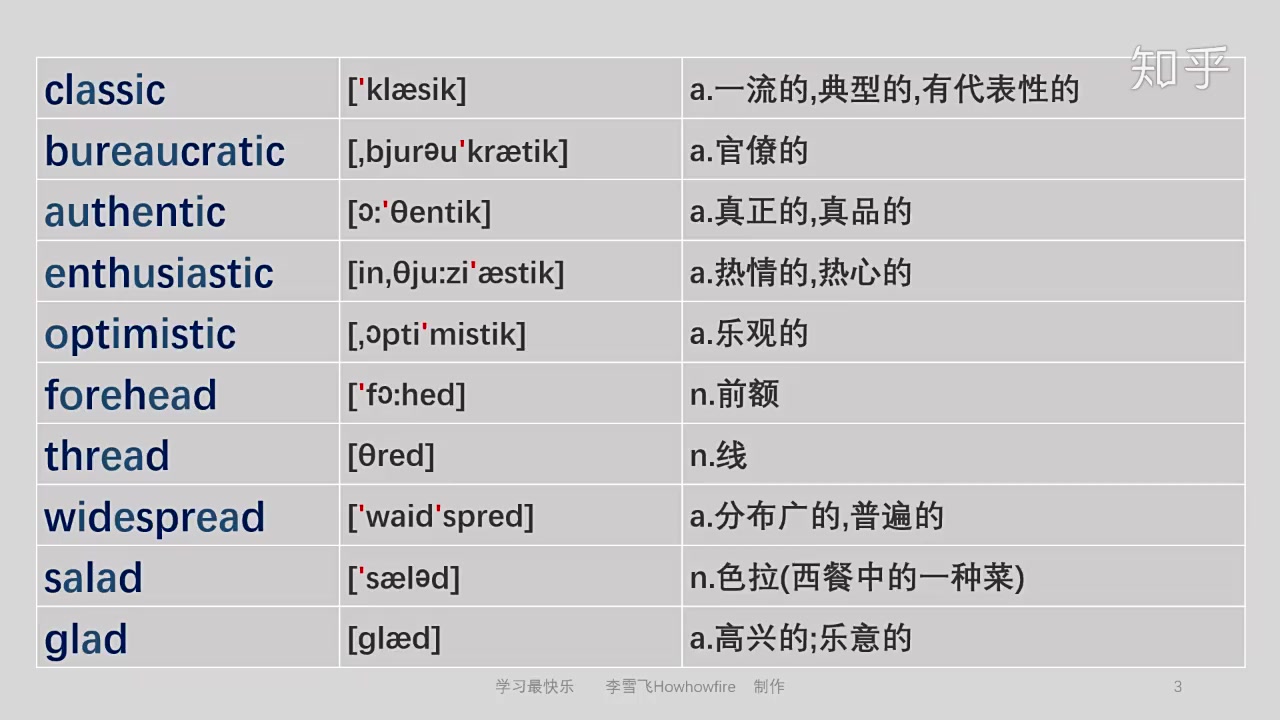 知乎
classic ['klæsik] a.一流的,典型的,有代表性的
bureaucratic [,bjurəu'krætik] a.官僚的
authentic [ɔ:'θentik] a.真正的,真品的
enthusiastic [in,θju:zi'æstik] a.热情的,热心的
optimistic [,ɔpti'mistik] a.乐观的
forehead ['fɔ:hed] n.前额
thread [θred] n.线
widespread ['waid'spred] a.分布广的,普遍的
salad ['sæləd] n.色拉(西餐中的一种菜)
glad [glæd] a.高兴的;乐意的
学习最快乐 李雪飞Howhowfire 制作 3